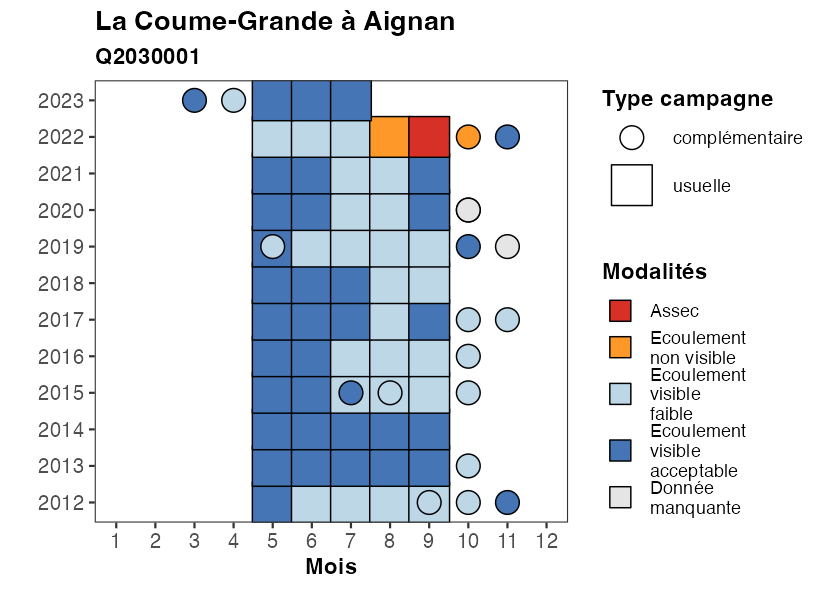 La Coume-Grande à Aignan
Q2030001
2023
2022
2021
2020
2019
2018
2017
2016
2015
2014
2013
2012
1 2 3 4 5 6 7 8 9 10 11 12
Mois
Type campagne
complémentaire
usuelle
Modalités
Assec
Ecoulement
non visible
Ecoulement
visible
faible
Ecoulement
visible
acceptable
Donnée
manquante